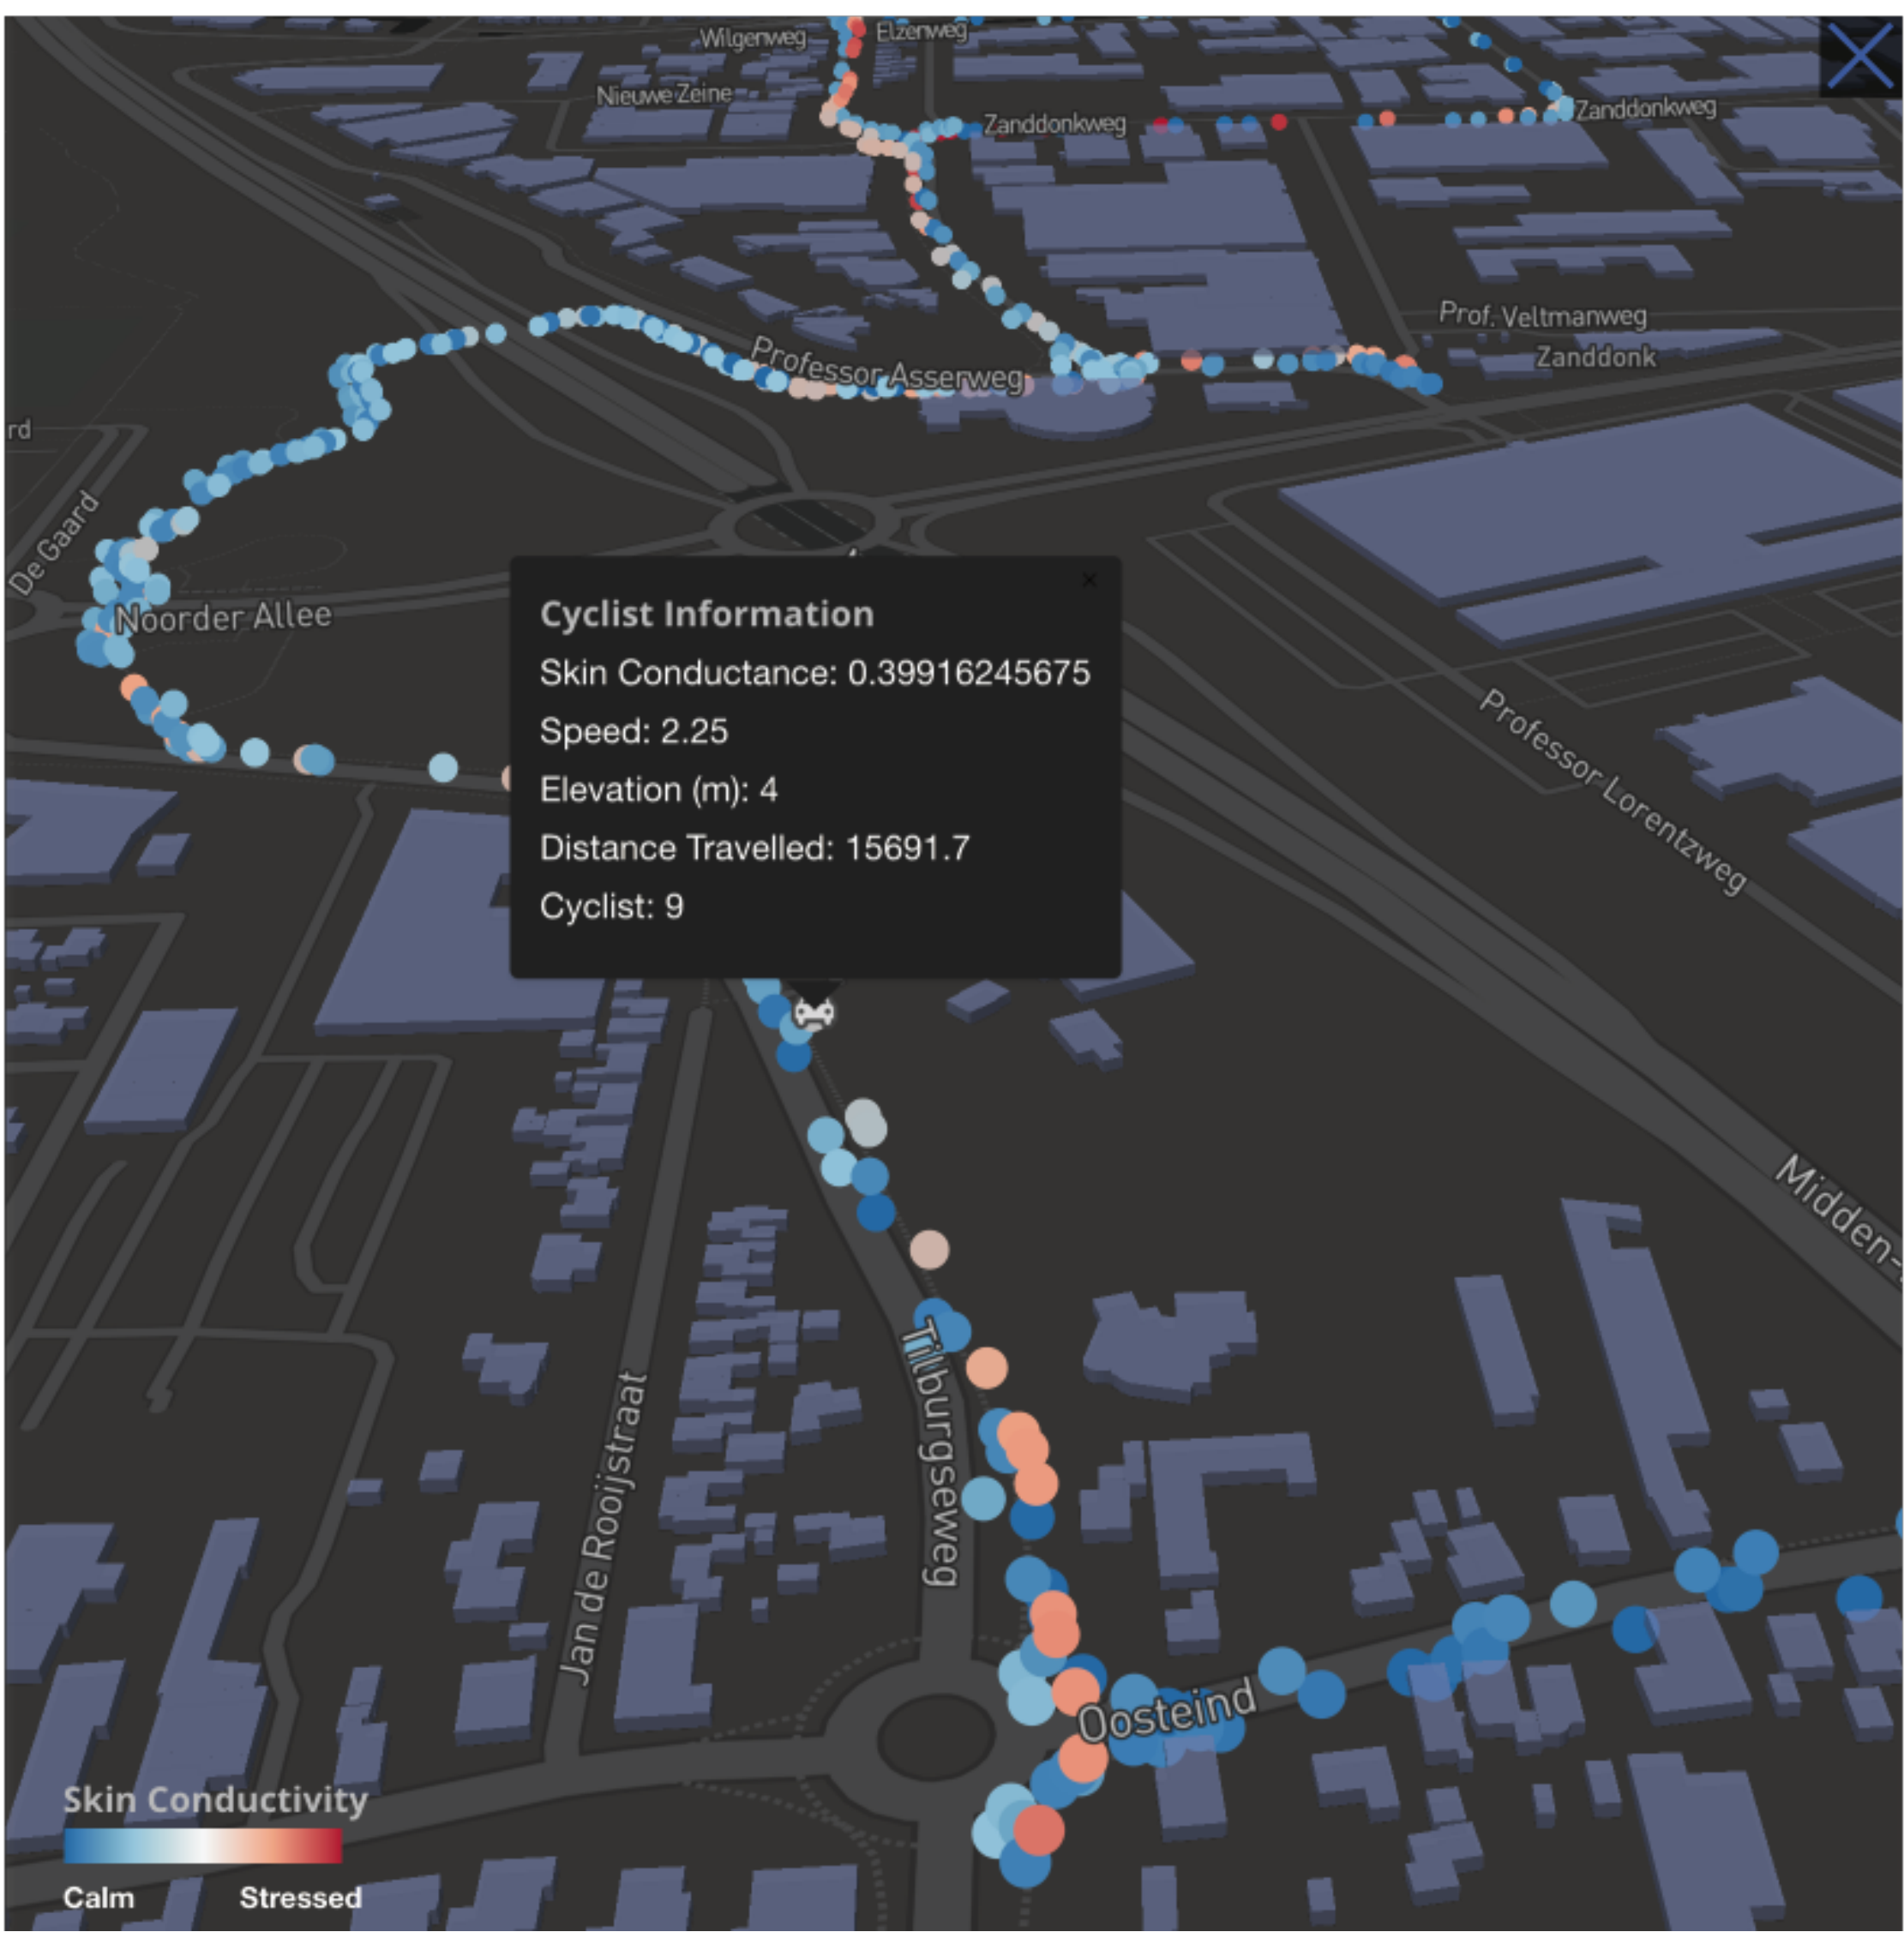 Wilgenweg
Elzenweg
Nieuwe Zeine
Zanddonkweg
Zanddonkweg
Prof. Veltmanweg
Zanddonk
Professor Asserweg
rd
De Gaard
Noorder Allee
Cyclist Information
Skin Conductance: 0.39916245675
Speed: 2.25
Elevation (m): 4
Distance Travelled: 15691.7
Cyclist: 9
Professor Lorentzweg
Midden-
Tilburgseweg
Jan de Rooijstraat
Oosteind
Skin Conductivity
Calm Stressed